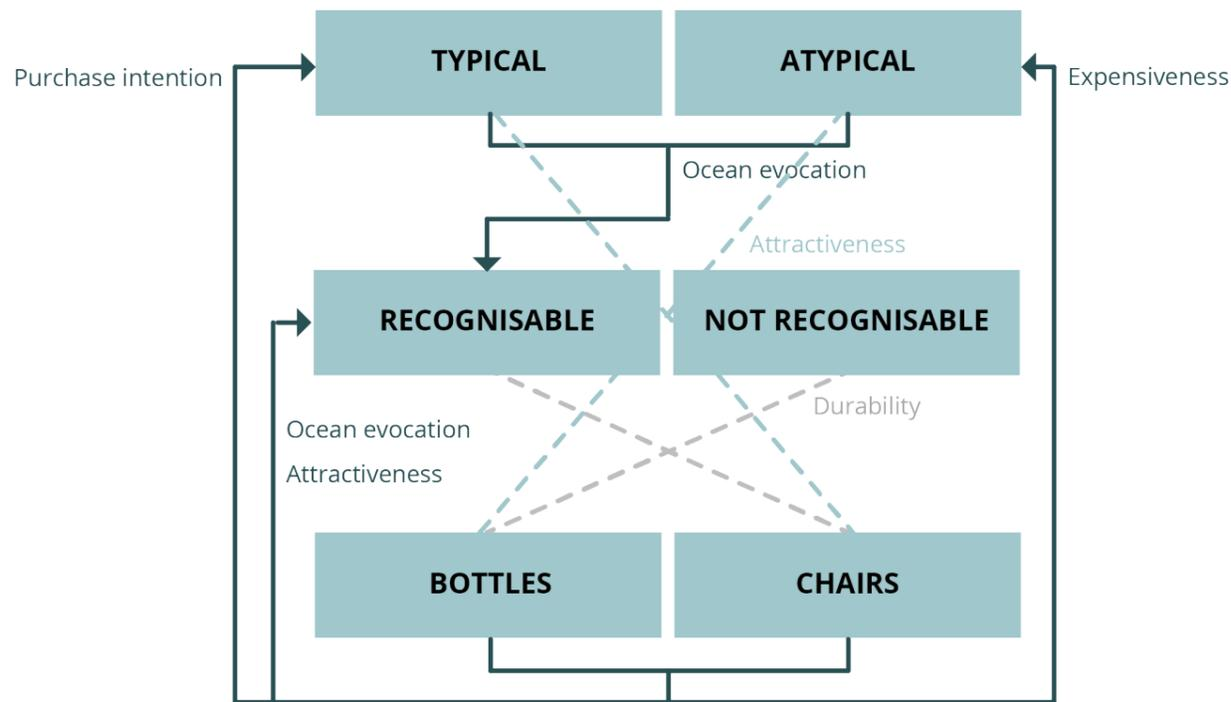 TYPICAL
ATYPICAL
Purchase intention
Expensiveness
Ocean evocation
Attractiveness
RECOGNISABLE
NOT RECOGNISABLE
Durability
Ocean evocation
Attractiveness
BOTTLES
CHAIRS